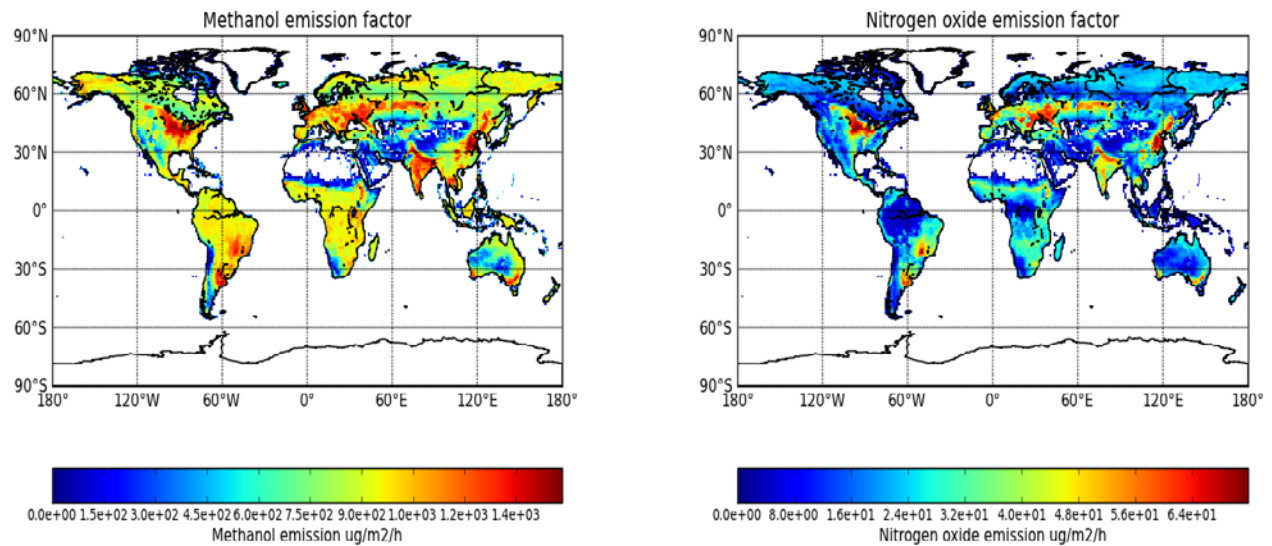 Methanol emission factor
90°N
60°N
30°N
0°
30°S
60°S
90°S
180° 120°W 60°W 0° 60°E 120°E 180°
0.0e+00 1.5e+02 3.0e+02 4.5e+02 6.0e+02 7.5e+02 9.0e+02 1.0e+03 1.2e+03 1.4e+03
Methanol emission ug/m2/h
Nitrogen oxide emission factor
90°N
60°N
30°N
0°
30°S
60°S
90°S
180° 120°W 60°W 0° 60°E 120°E 180°
0.0e+00 8.0e+00 1.6e+01 2.4e+01 3.2e+01 4.0e+01 4.8e+01 5.6e+01 6.4e+01
Nitrogen oxide emission ug/m2/h